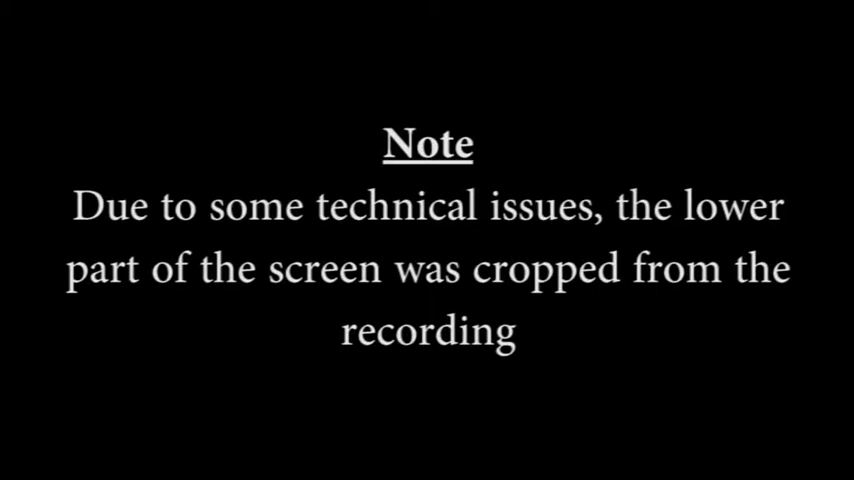 Note
Due to some technical issues, the lower
part of the screen was cropped from the
recording